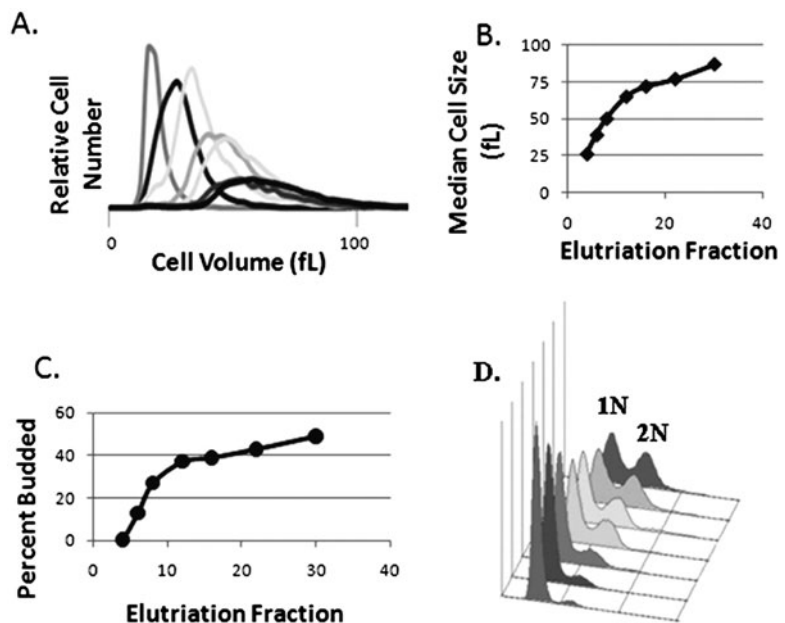 A.
Relative Cell
Number
0
100
Cell Volume (fL)
B.
Median Cell Size
(fL)
100
75
50
25
0
0
20
40
Elutriation Fraction
C.
Percent Budded
60
40
20
0
0
10
20
30
40
Elutriation Fraction
D.
1N
2N